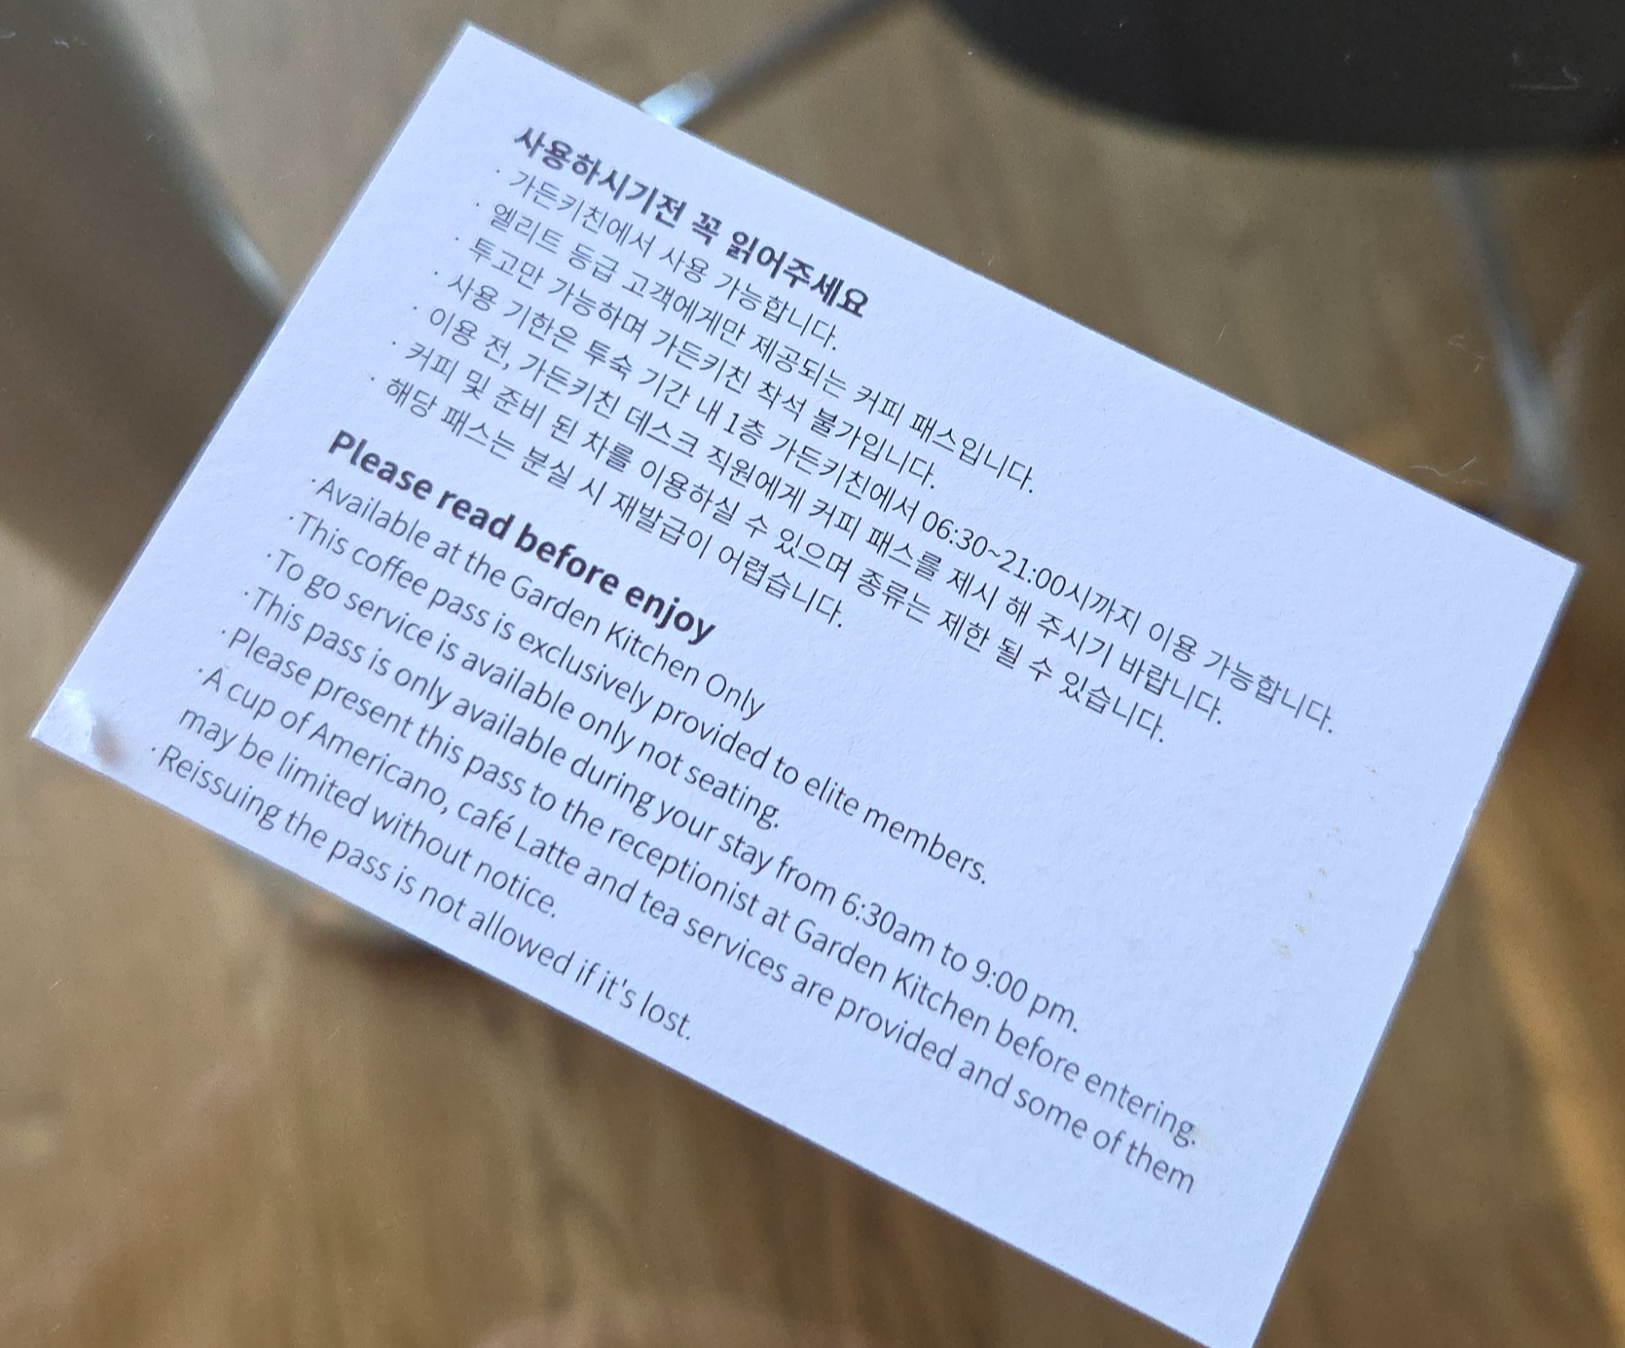 사용하시기전 꼭 읽어주세요
· 가든키친에서 사용 가능합니다.
· 엘리트 등급 고객에게만 제공되는 커피 패스입니다.
· 투고만 가능하며 가든키친 착석 불가입니다.
· 사용 기한은 투숙 기간 내 1층 가든키친에서 06:30~21:00시까지 이용 가능합니다.
· 이용 전, 가든키친 데스크 직원에게 커피 패스를 제시 해 주시기 바랍니다.
· 커피 및 준비 된 차를 이용하실 수 있으며 종류는 제한 될 수 있습니다.
· 해당 패스는 분실 시 재발급이 어렵습니다.
Please read before enjoy
·Available at the Garden Kitchen Only
·This coffee pass is exclusively provided to elite members.
·To go service is available only not seating.
·This pass is only available during your stay from 6:30am to 9:00 pm.
·Please present this pass to the receptionist at Garden Kitchen before entering.
·A cup of Americano, café Latte and tea services are provided and some of them
may be limited without notice.
·Reissuing the pass is not allowed if it's lost.